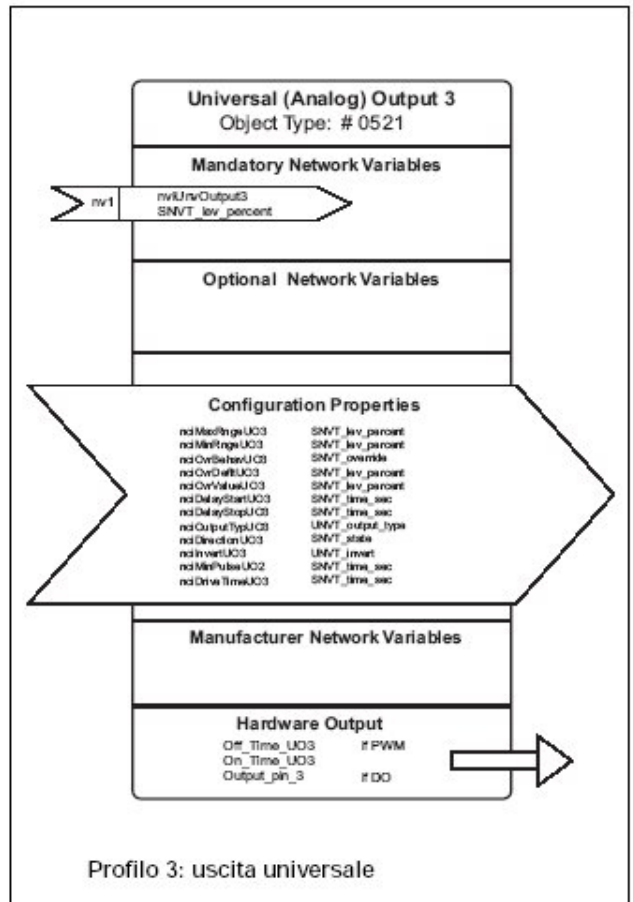 Universal (Analog) Output 3
Object Type: # 0521
Mandatory Network Variables
nv1 nviUnvOutput3
SNVT_lev_percent
Optional Network Variables
Configuration Properties
nciMaxRngeUO3 SNVT_lev_percent
nciMinRngeUO3 SNVT_lev_percent
nciOvrBehavUO3 SNVT_override
nciOvrDefltUO3 SNVT_lev_percent
nciOvrValueUO3 SNVT_lev_percent
nciDelayStartUO3 SNVT_time_sec
nciDelayStopUO3 SNVT_time_sec
nciOutputTypUO3 UNVT_output_type
nciDirectionUO3 SNVT_state
nciInvertUO3 UNVT_invert
nciMinPulseUO2 SNVT_time_sec
nciDriveTimeUO3 SNVT_time_sec
Manufacturer Network Variables
Hardware Output
Off_Time_UO3 If PWM
On_Time_UO3
Output_pin_3 If DO
Profilo 3: uscita universale